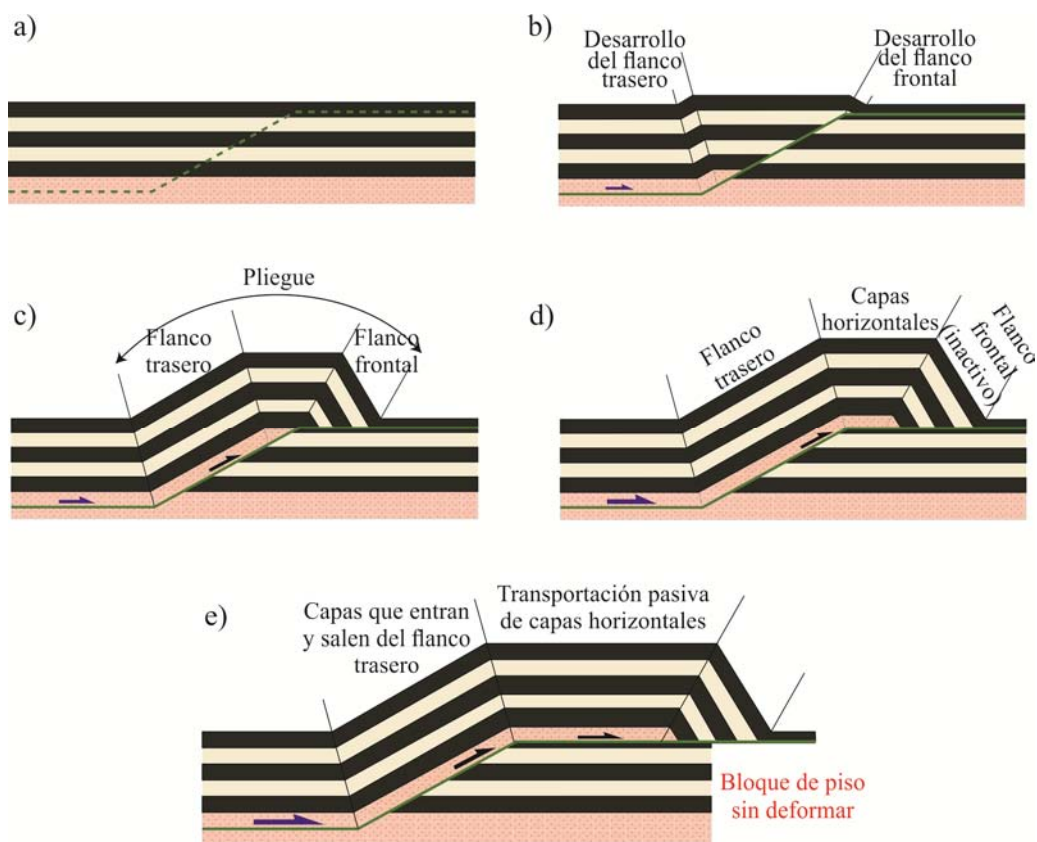 a)
b)
Desarrollo
del flanco
trasero
Desarrollo
del flanco
frontal
c)
Pliegue
Flanco
trasero
Flanco
frontal
d)
Flanco
trasero
Capas
horizontales
Flanco
frontal
(inactivo)
e)
Capas que entran
y salen del flanco
trasero
Transportación pasiva
de capas horizontales
Bloque de piso
sin deformar